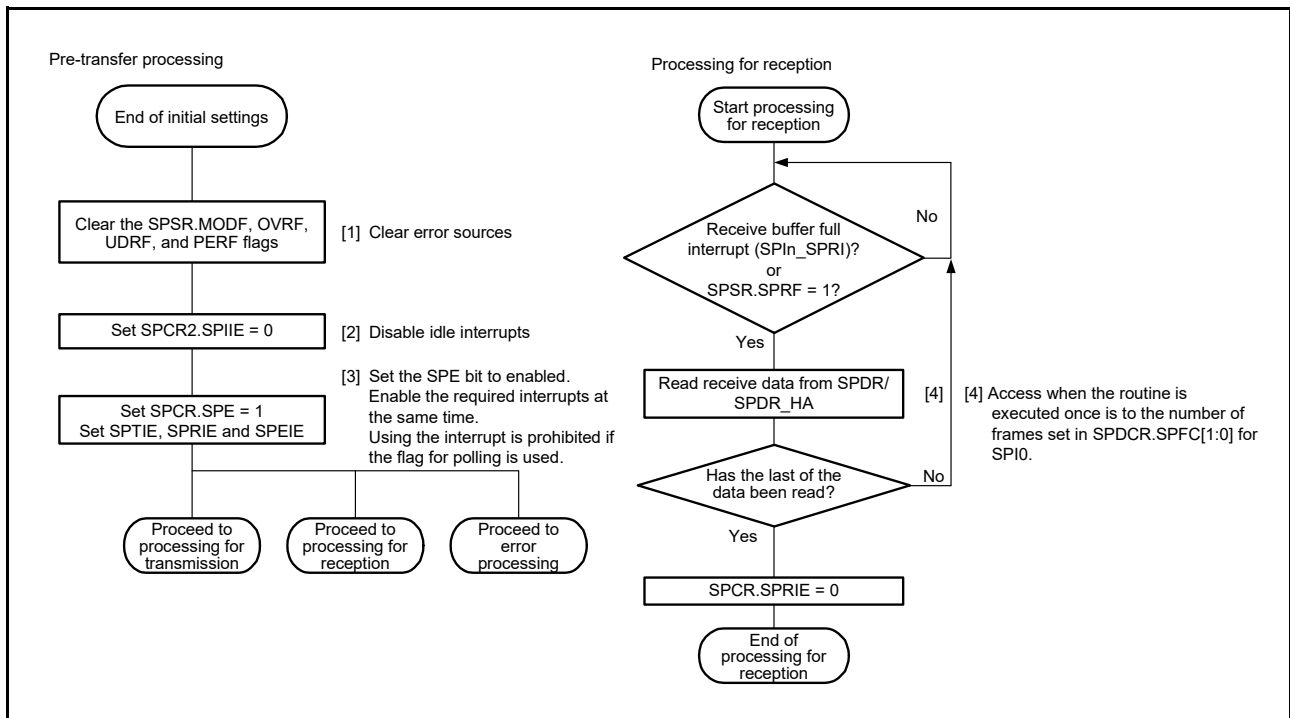 Pre-transfer processing
End of initial settings
Clear the SPSR.MODF, OVRF,
UDRF, and PERF flags
[1] Clear error sources
Set SPCR2.SPIIE = 0
[2] Disable idle interrupts
Set SPCR.SPE = 1
Set SPTIE, SPRIE and SPEIE
[3] Set the SPE bit to enabled.
Enable the required interrupts at
the same time.
Using the interrupt is prohibited if
the flag for polling is used.
Proceed to
processing for
transmission
Proceed to
processing for
reception
Proceed to
error
processing
Processing for reception
Start processing
for reception
Receive buffer full
interrupt (SPIn_SPRI)?
or
SPSR.SPRF = 1?
No
Yes
Read receive data from SPDR/
SPDR_HA
[4]
[4] Access when the routine is
executed once is to the number of
frames set in SPDCR.SPFC[1:0] for
SPI0.
Has the last of the
data been read?
No
Yes
SPCR.SPRIE = 0
End of
processing for
reception